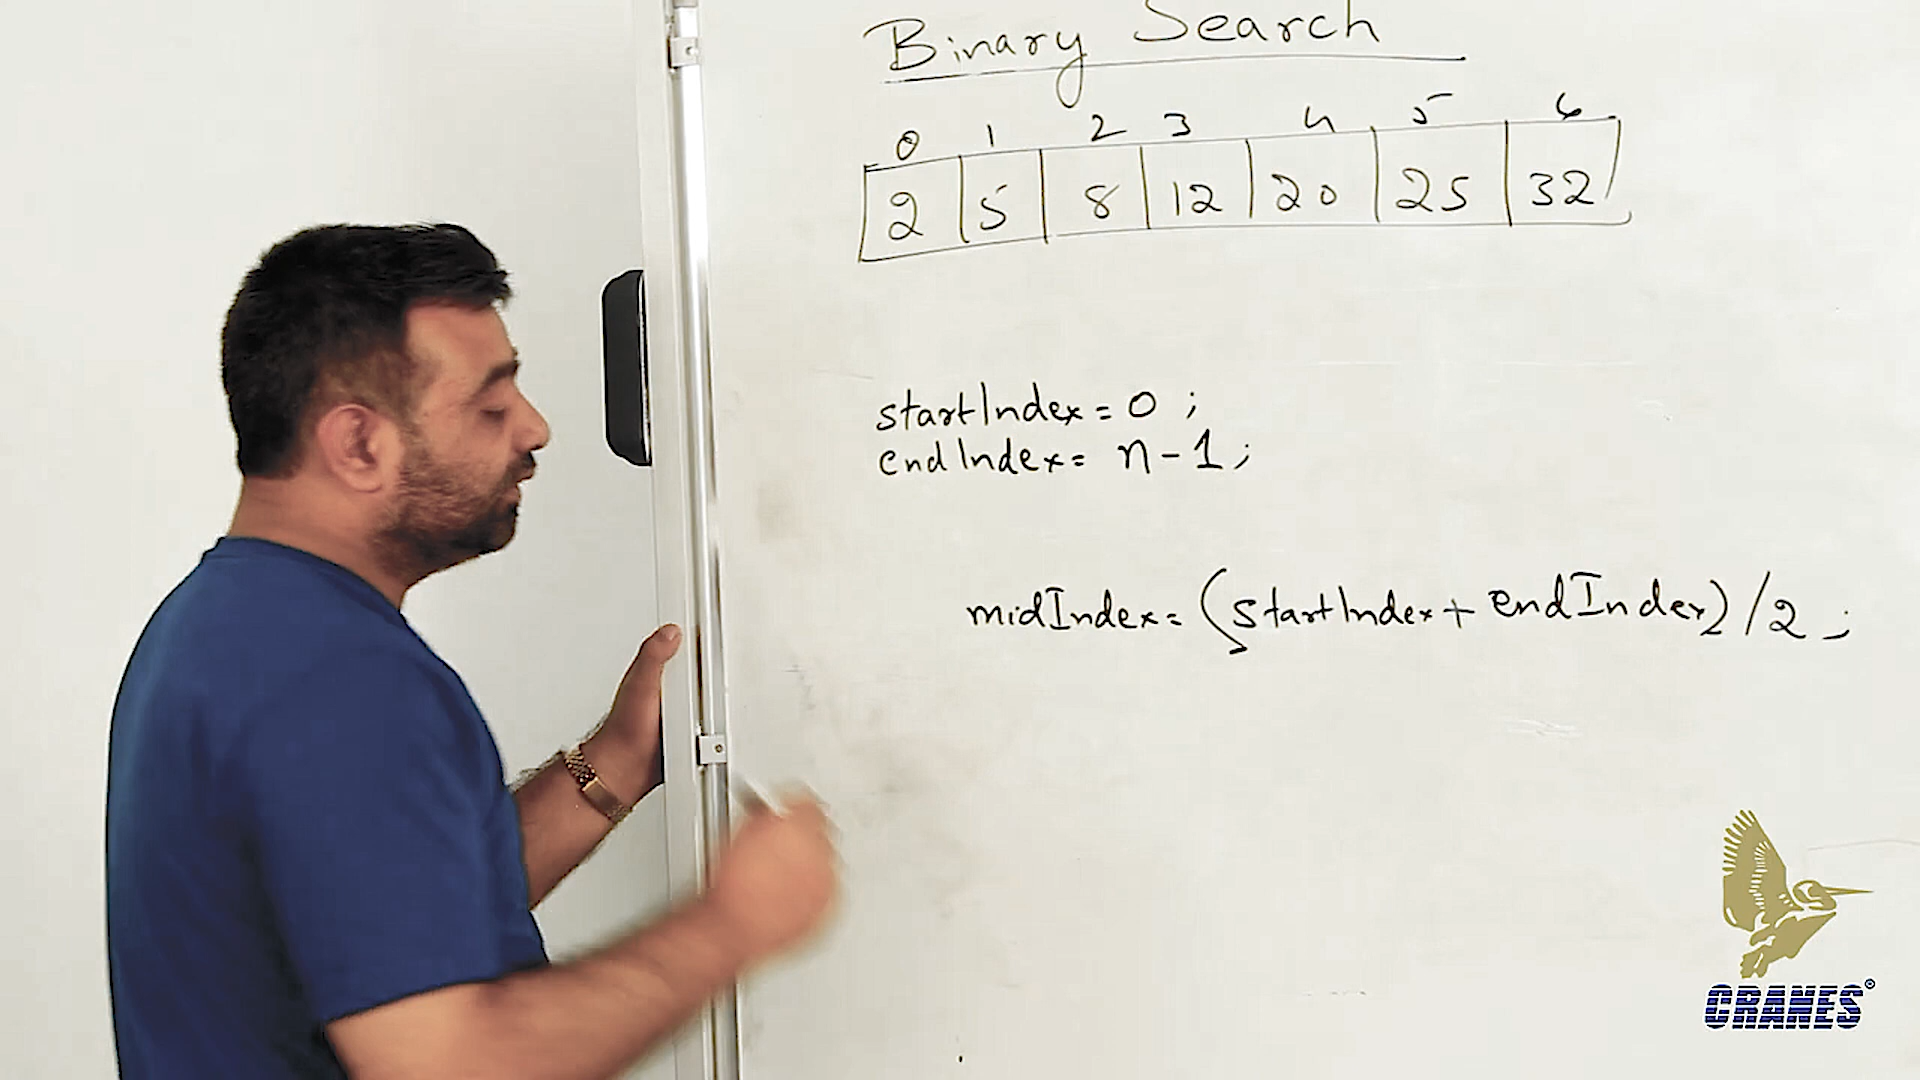 Binary Search
0 1 2 3 4 5 6
2 5 8 12 20 25 32
startIndex = 0 ;
endIndex = n - 1 ;
midIndex = (startIndex + endIndex) / 2 ;
CRANES®